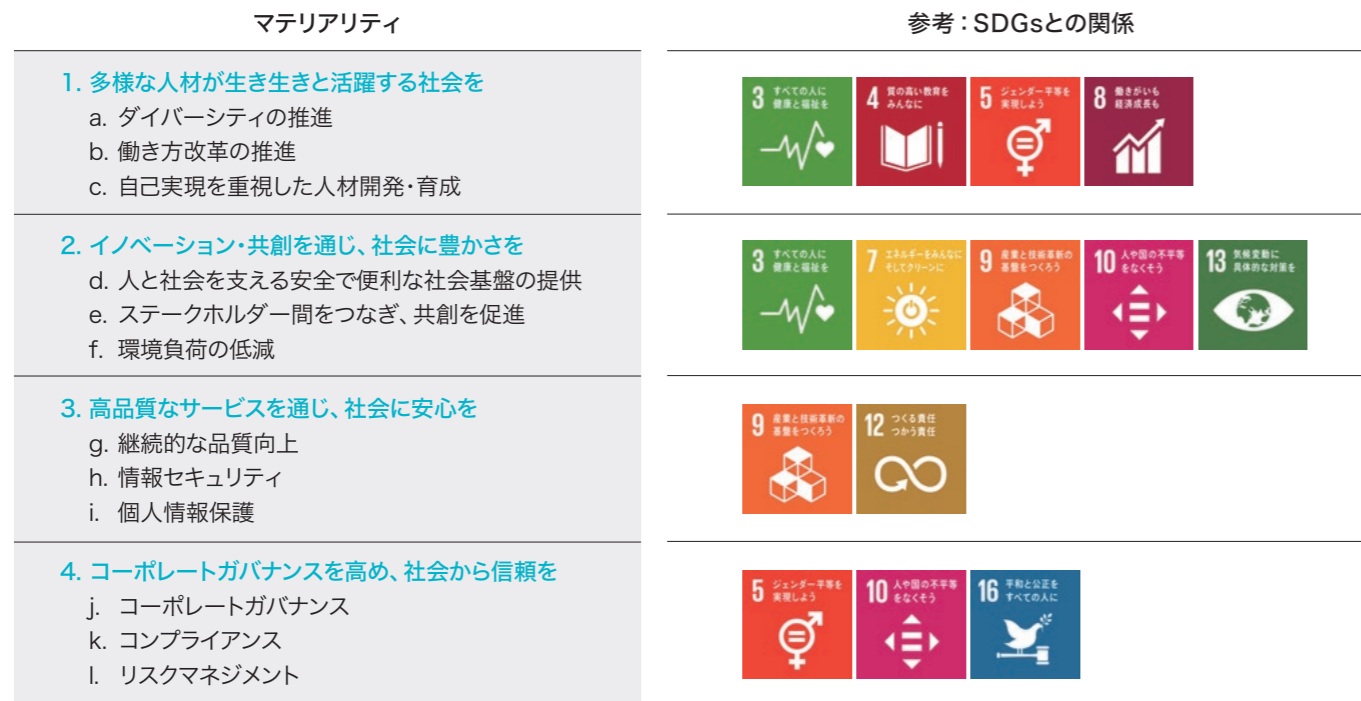 マテリアリティ
参考：SDGsとの関係
1. 多様な人材が生き生きと活躍する社会を
a. ダイバーシティの推進
b. 働き方改革の推進
c. 自己実現を重視した人材開発・育成
3 すべての人に
健康と福祉を
4 質の高い教育を
みんなに
5 ジェンダー平等を
実現しよう
8 働きがいも
経済成長も
2. イノベーション・共創を通じ、社会に豊かさを
d. 人と社会を支える安全で便利な社会基盤の提供
e. ステークホルダー間をつなぎ、共創を促進
f. 環境負荷の低減
3 すべての人に
健康と福祉を
7 エネルギーをみんなに
そしてクリーンに
9 産業と技術革新の
基盤をつくろう
10 人や国の不平等
をなくそう
13 気候変動に
具体的な対策を
3. 高品質なサービスを通じ、社会に安心を
g. 継続的な品質向上
h. 情報セキュリティ
i. 個人情報保護
9 産業と技術革新の
基盤をつくろう
12 つくる責任
つかう責任
4. コーポレートガバナンスを高め、社会から信頼を
j. コーポレートガバナンス
k. コンプライアンス
l. リスクマネジメント
5 ジェンダー平等を
実現しよう
10 人や国の不平等
をなくそう
16 平和と公正を
すべての人に